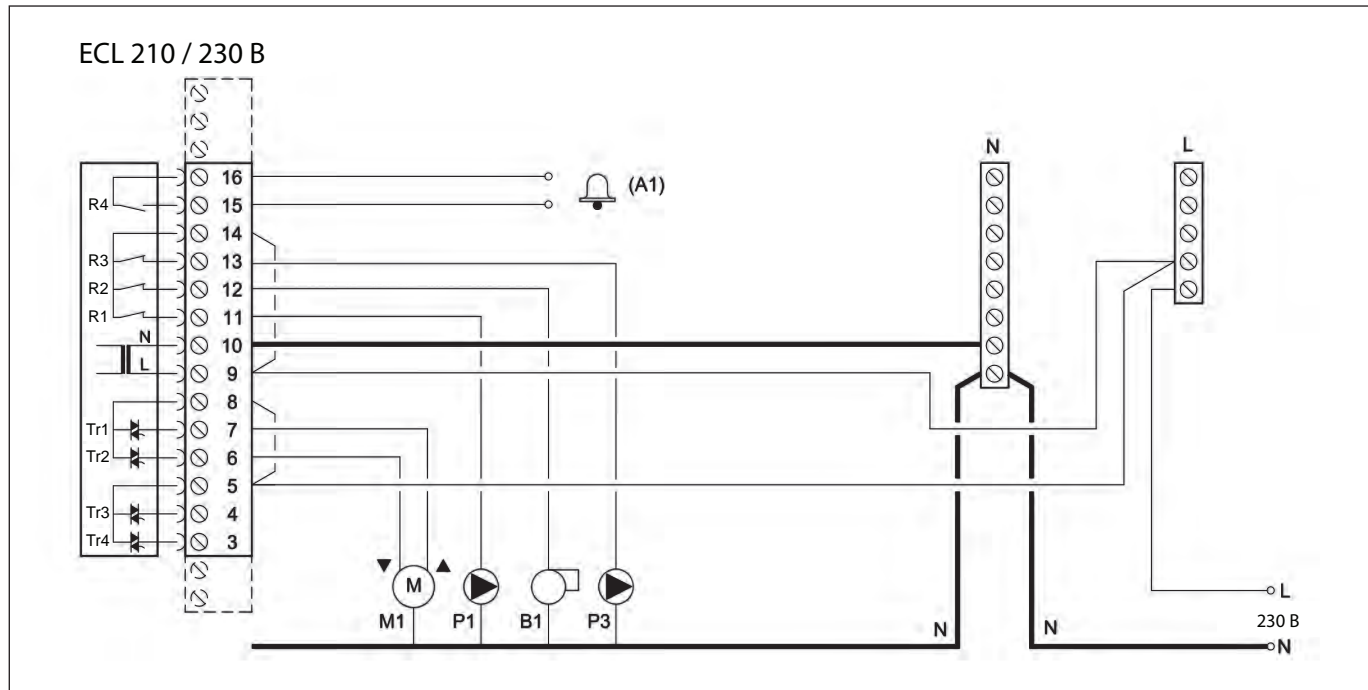 ECL 210 / 230 B
N L
16 (A1)
R4 15
14
R3 13
R2 12
R1 11
N 10
L 9
8
Tr1 7
Tr2 6
5
Tr3 4
Tr4 3
M
M1 P1 B1 P3
L
230 B
N N N